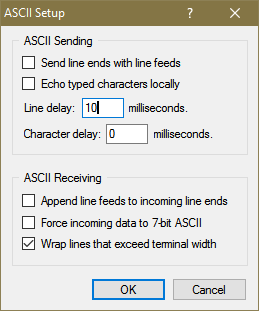 ASCII Setup
ASCII Sending
Send line ends with line feeds
Echo typed characters locally
Line delay: 10 milliseconds.
Character delay: 0 milliseconds.
ASCII Receiving
Append line feeds to incoming line ends
Force incoming data to 7-bit ASCII
Wrap lines that exceed terminal width
OK Cancel